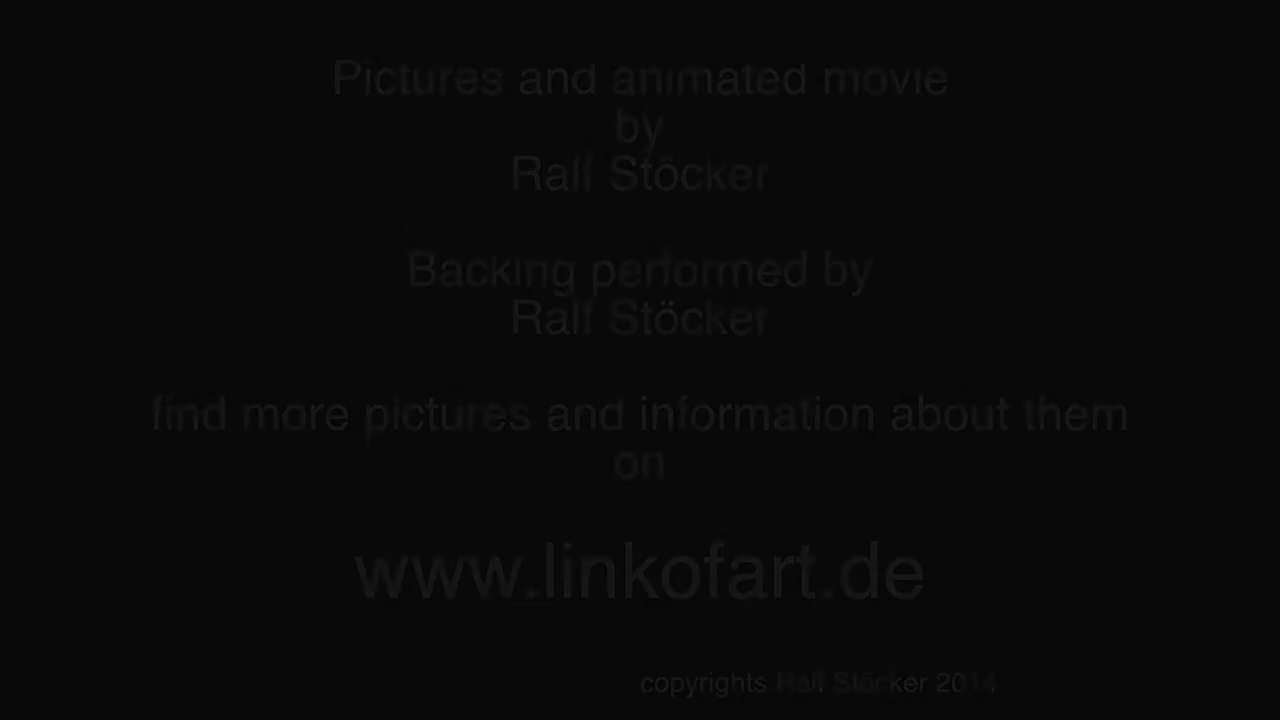 Pictures and animated movie
by
Ralf Stöcker
Backing performed by
Ralf Stöcker
find more pictures and information about them
on
www.linkofart.de
copyrights Ralf Stöcker 2014